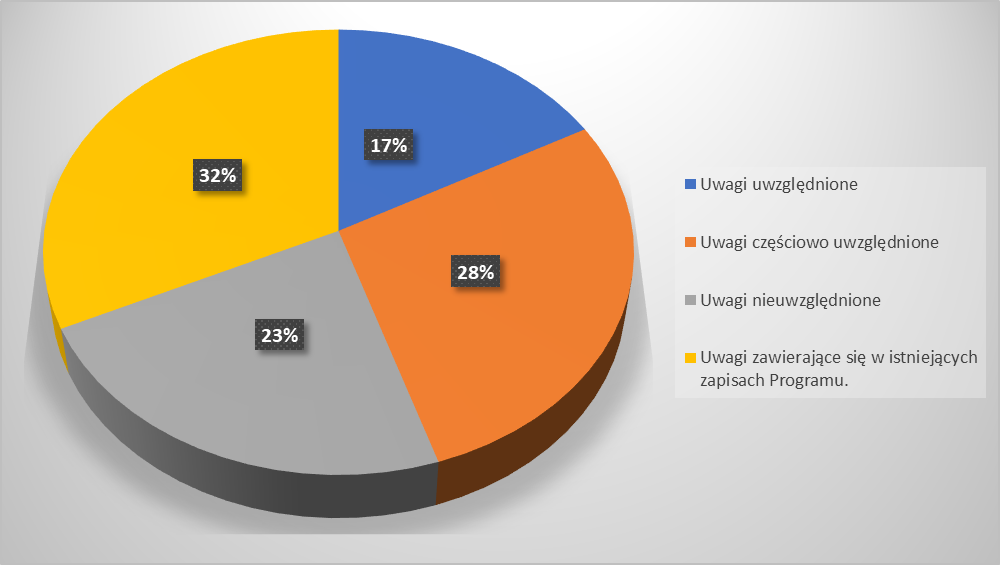 17%
32%
28%
23%
Uwagi uwzględnione
Uwagi częściowo uwzględnione
Uwagi nieuwzględnione
Uwagi zawierające się w istniejących
zapisach Programu.